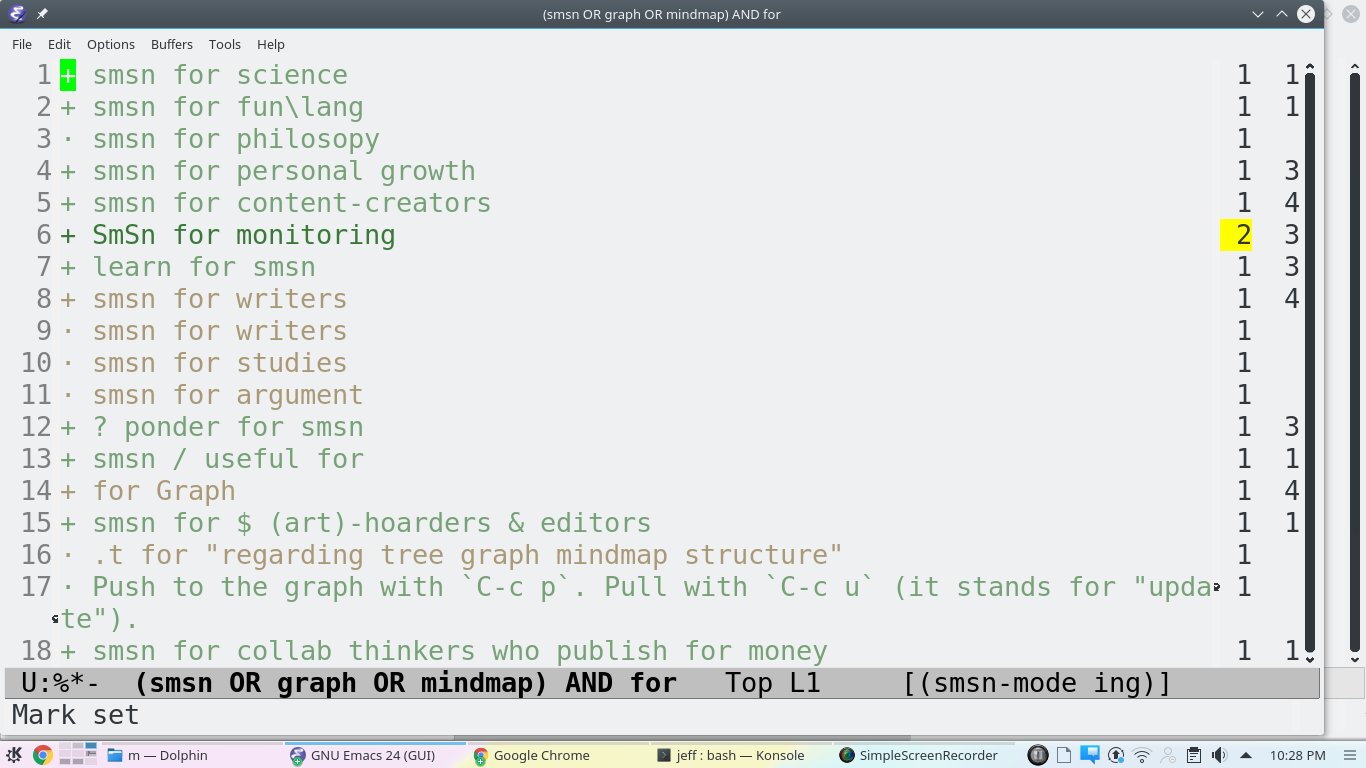 (smsn OR graph OR mindmap) AND for
File Edit Options Buffers Tools Help
1 + smsn for science 1 1
2 + smsn for fun\lang 1 1
3 · smsn for philosopy 1
4 + smsn for personal growth 1 3
5 + smsn for content-creators 1 4
6 + SmSn for monitoring 2 3
7 + learn for smsn 1 3
8 + smsn for writers 1 4
9 · smsn for writers 1
10 · smsn for studies 1
11 · smsn for argument 1
12 + ? ponder for smsn 1 3
13 + smsn / useful for 1 1
14 + for Graph 1 4
15 + smsn for $ (art)-hoarders & editors 1 1
16 · .t for "regarding tree graph mindmap structure" 1
17 · Push to the graph with `C-c p`. Pull with `C-c u` (it stands for "upda 1
te").
18 + smsn for collab thinkers who publish for money 1 1
U:%*- (smsn OR graph OR mindmap) AND for Top L1 [(smsn-mode ing)]
Mark set
m — Dolphin GNU Emacs 24 (GUI) Google Chrome jeff : bash — Konsole SimpleScreenRecorder 10:28 PM